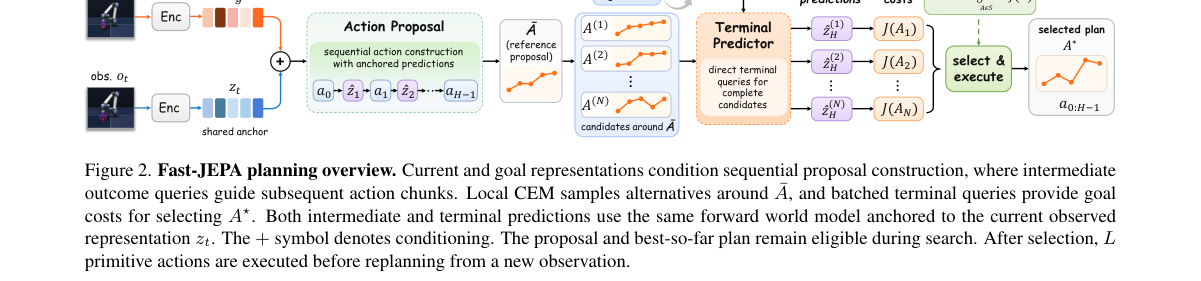 Enc
obs. o_t
Enc
z_t
shared anchor
+
Action Proposal
sequential action construction
with anchored predictions
a_0 ẑ_1 a_1 ẑ_2 ⋯ a_{H−1}
Ā
(reference
proposal)
A^{(1)}
A^{(2)}
⋮
A^{(N)}
candidates around Ā
Terminal
Predictor
direct terminal
queries for
complete
candidates
ẑ_H^{(1)} J(A_1)
ẑ_H^{(2)} J(A_2)
⋮ ⋮
ẑ_H^{(N)} J(A_N)
select &
execute
selected plan
A*
a_{0:H−1}
Figure 2. Fast-JEPA planning overview. Current and goal representations condition sequential proposal construction, where intermediate
outcome queries guide subsequent action chunks. Local CEM samples alternatives around Ā, and batched terminal queries provide goal
costs for selecting A⋆. Both intermediate and terminal predictions use the same forward world model anchored to the current observed
representation z_t. The + symbol denotes conditioning. The proposal and best-so-far plan remain eligible during search. After selection, L
primitive actions are executed before replanning from a new observation.